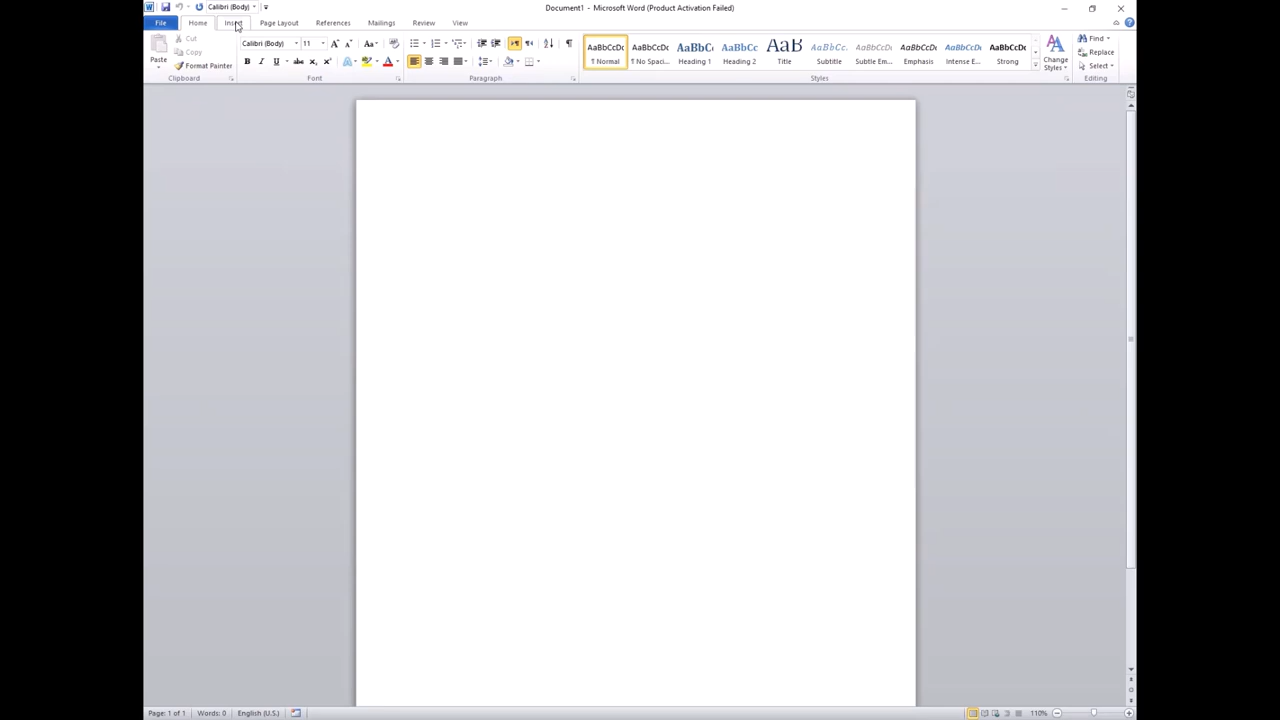 Calibri (Body)
Document1 - Microsoft Word (Product Activation Failed)
File Home Insert Page Layout References Mailings Review View
Cut
Copy
Format Painter
Paste
Clipboard
Calibri (Body) 11
Font
Paragraph
AaBbCcDc AaBbCcDc AaBbC AaBbCc AaB AaBbCc. AaBbCcDc AaBbCcDc AaBbCcDc AaBbCcDc
¶ Normal ¶ No Spaci... Heading 1 Heading 2 Title Subtitle Subtle Em... Emphasis Intense E... Strong
Styles
Change
Styles
Find
Replace
Select
Editing
Page: 1 of 1 Words: 0 English (U.S.) 110%